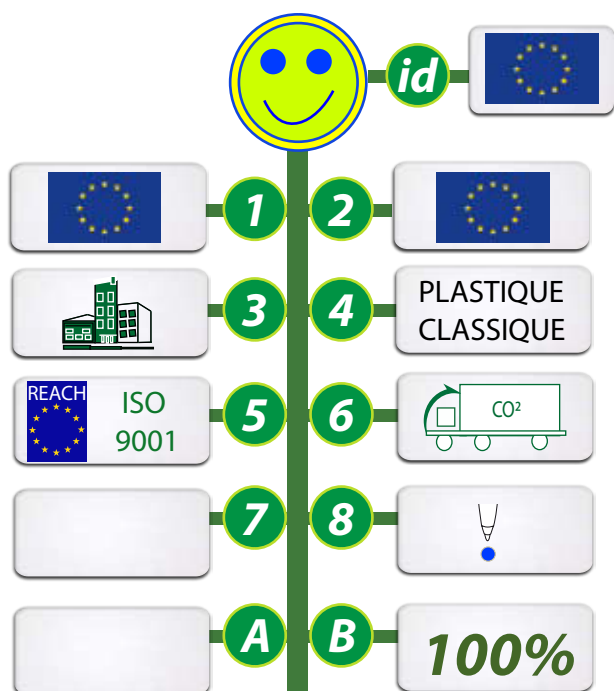 id
1
2
3
4
PLASTIQUE
CLASSIQUE
REACH
ISO
9001
5
6
CO²
7
8
A
B
100%